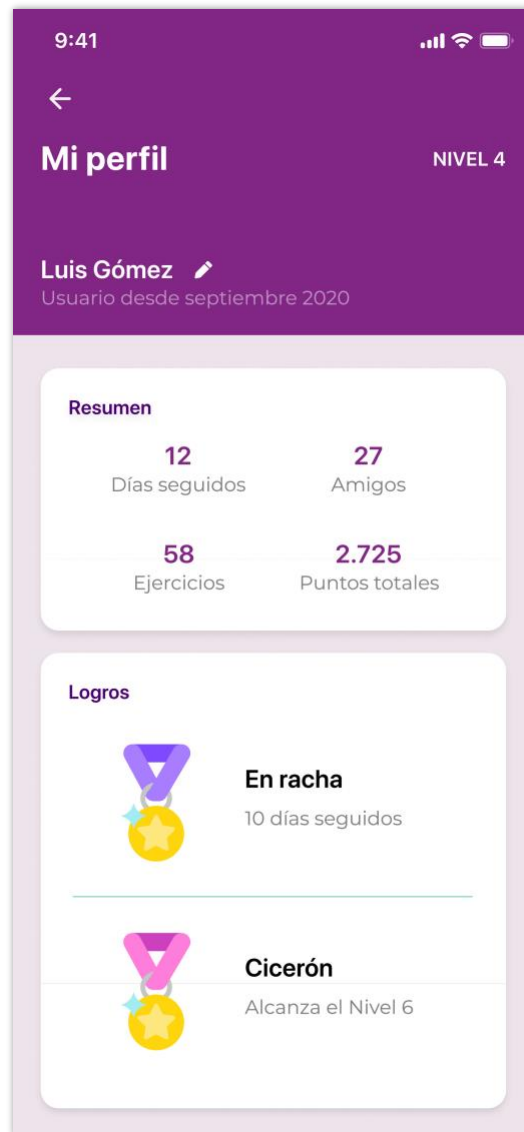 9:41
Mi perfil
NIVEL 4
Luis Gómez
Usuario desde septiembre 2020
Resumen
12
27
Días seguidos
Amigos
58
2.725
Ejercicios
Puntos totales
Logros
En racha
10 días seguidos
Cicerón
Alcanza el Nivel 6